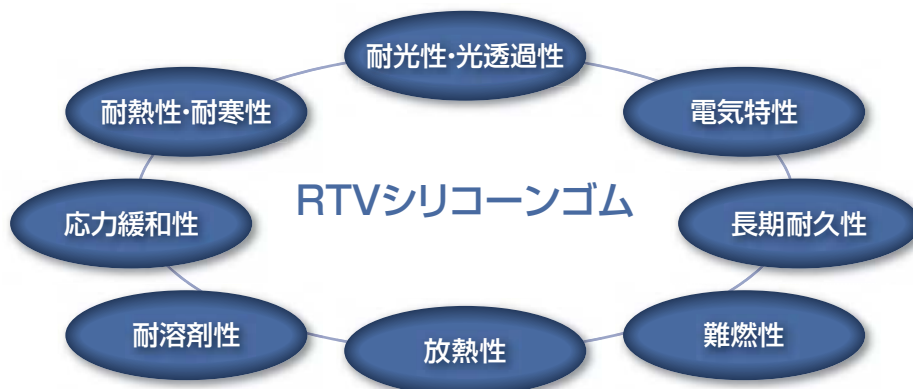 耐光性・光透過性
耐熱性・耐寒性
電気特性
RTVシリコーンゴム
応力緩和性
長期耐久性
耐溶剤性
放熱性
難燃性